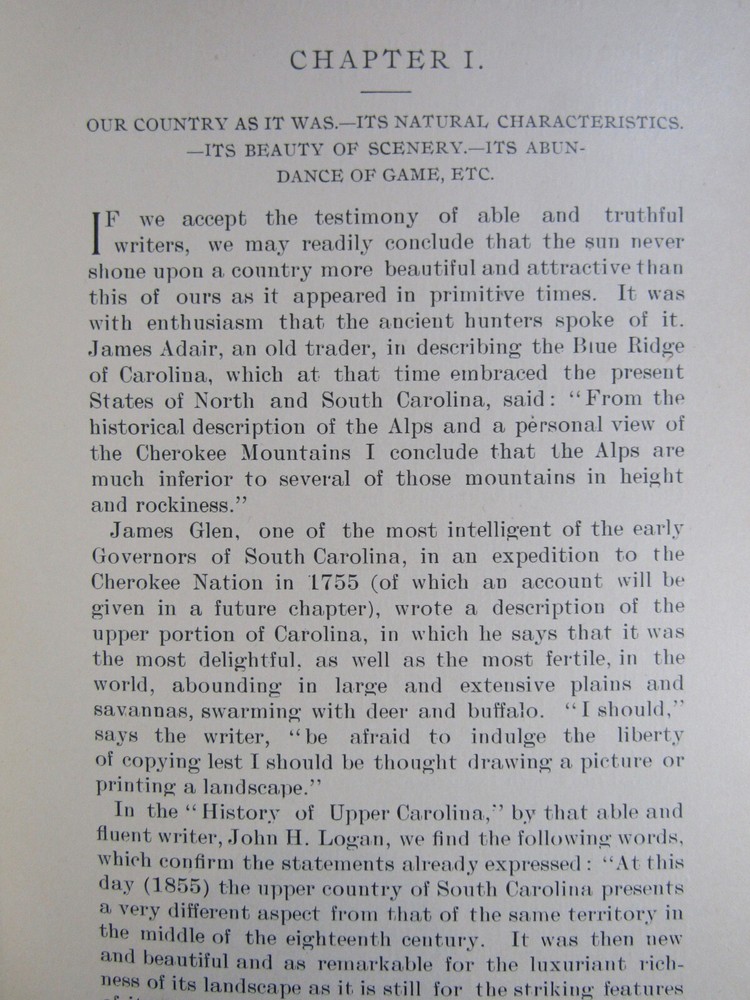 CHAPTER I.
OUR COUNTRY AS IT WAS.—ITS NATURAL CHARACTERISTICS.
—ITS BEAUTY OF SCENERY.—ITS ABUN-
DANCE OF GAME, ETC.
IF we accept the testimony of able and truthful
writers, we may readily conclude that the sun never
shone upon a country more beautiful and attractive than
this of ours as it appeared in primitive times. It was
with enthusiasm that the ancient hunters spoke of it.
James Adair, an old trader, in describing the Blue Ridge
of Carolina, which at that time embraced the present
States of North and South Carolina, said: “From the
historical description of the Alps and a personal view of
the Cherokee Mountains I conclude that the Alps are
much inferior to several of those mountains in height
and rockiness.”
James Glen, one of the most intelligent of the early
Governors of South Carolina, in an expedition to the
Cherokee Nation in 1755 (of which an account will be
given in a future chapter), wrote a description of the
upper portion of Carolina, in which he says that it was
the most delightful, as well as the most fertile, in the
world, abounding in large and extensive plains and
savannas, swarming with deer and buffalo. “I should,”
says the writer, “be afraid to indulge the liberty
of copying lest I should be thought drawing a picture or
printing a landscape.”
In the “History of Upper Carolina,” by that able and
fluent writer, John H. Logan, we find the following words,
which confirm the statements already expressed: “At this
day (1855) the upper country of South Carolina presents
a very different aspect from that of the same territory in
the middle of the eighteenth century. It was then new
and beautiful and as remarkable for the luxuriant rich-
ness of its landscape as it is still for the striking features